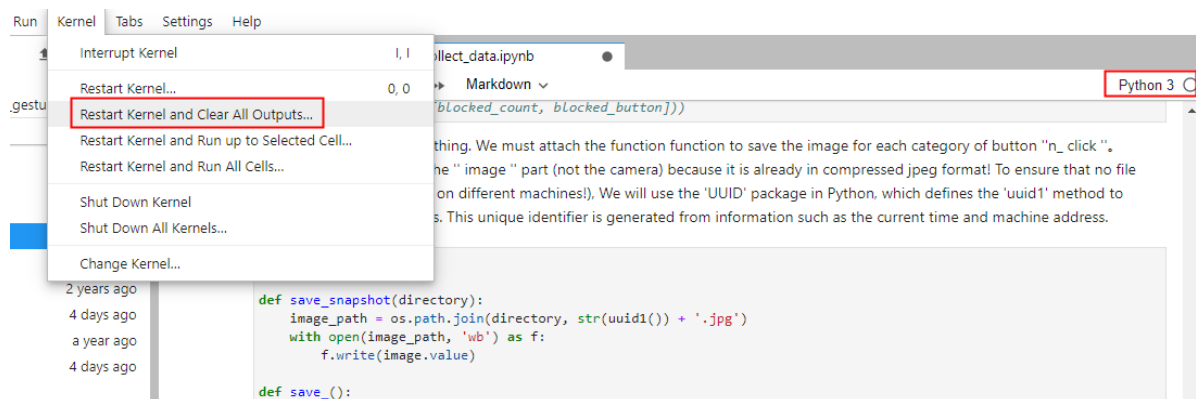 Run Kernel Tabs Settings Help
Interrupt Kernel I, I
ollect_data.ipynb
Restart Kernel... 0, 0
Markdown
Python 3
_gestu
Restart Kernel and Clear All Outputs...
blocked_count, blocked_button]))
Restart Kernel and Run up to Selected Cell...
thing. We must attach the function function to save the image for each category of button "n_ click "。
Restart Kernel and Run All Cells...
he " image " part (not the camera) because it is already in compressed jpeg format! To ensure that no file
on different machines!), We will use the 'UUID' package in Python, which defines the 'uuid1' method to
Shut Down Kernel
s. This unique identifier is generated from information such as the current time and machine address.
Shut Down All Kernels...
Change Kernel...
2 years ago
4 days ago
a year ago
4 days ago
def save_snapshot(directory):
image_path = os.path.join(directory, str(uuid1()) + '.jpg')
with open(image_path, 'wb') as f:
f.write(image.value)
def save_():